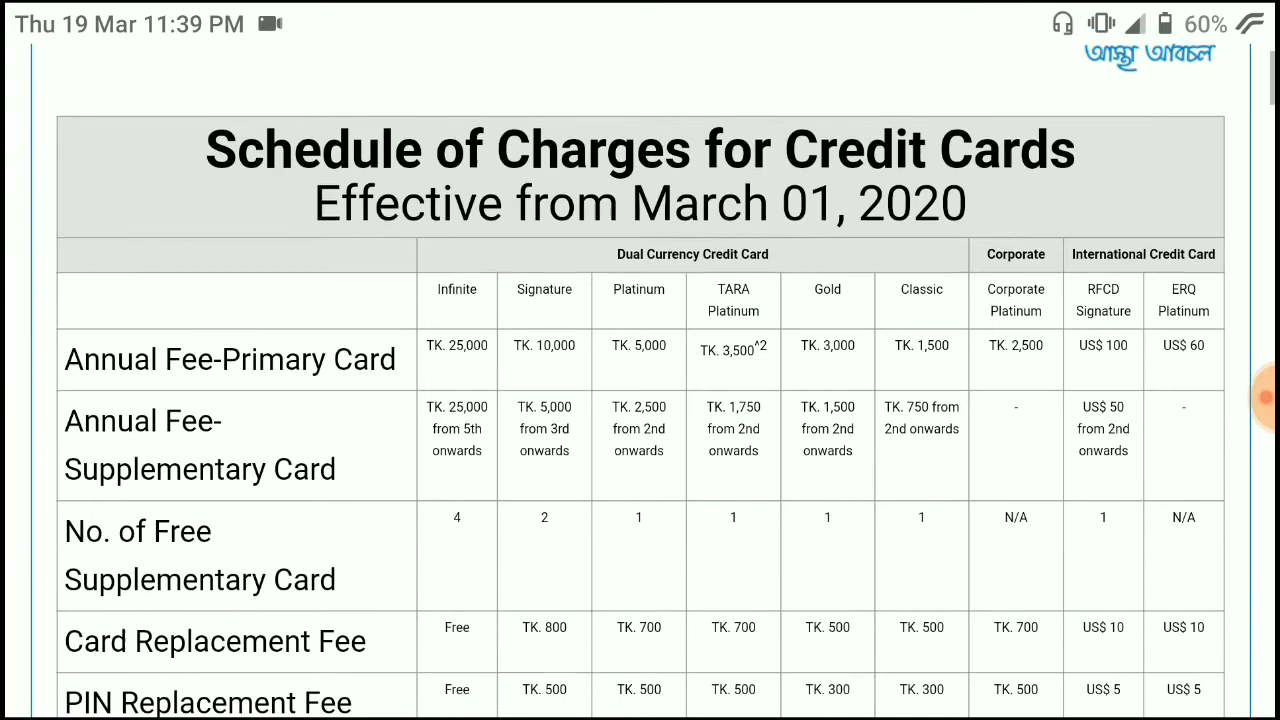 Thu 19 Mar 11:39 PM
60%
আস্থা অবিচল
Schedule of Charges for Credit Cards
Effective from March 01, 2020
Dual Currency Credit Card Corporate International Credit Card
Infinite Signature Platinum TARA Platinum Gold Classic Corporate Platinum RFCD Signature ERQ Platinum
Annual Fee-Primary Card TK. 25,000 TK. 10,000 TK. 5,000 TK. 3,500^2 TK. 3,000 TK. 1,500 TK. 2,500 US$ 100 US$ 60
Annual Fee-Supplementary Card TK. 25,000 from 5th onwards TK. 5,000 from 3rd onwards TK. 2,500 from 2nd onwards TK. 1,750 from 2nd onwards TK. 1,500 from 2nd onwards TK. 750 from 2nd onwards - US$ 50 from 2nd onwards -
No. of Free Supplementary Card 4 2 1 1 1 1 N/A 1 N/A
Card Replacement Fee Free TK. 800 TK. 700 TK. 700 TK. 500 TK. 500 TK. 700 US$ 10 US$ 10
PIN Replacement Fee Free TK. 500 TK. 500 TK. 500 TK. 300 TK. 300 TK. 500 US$ 5 US$ 5